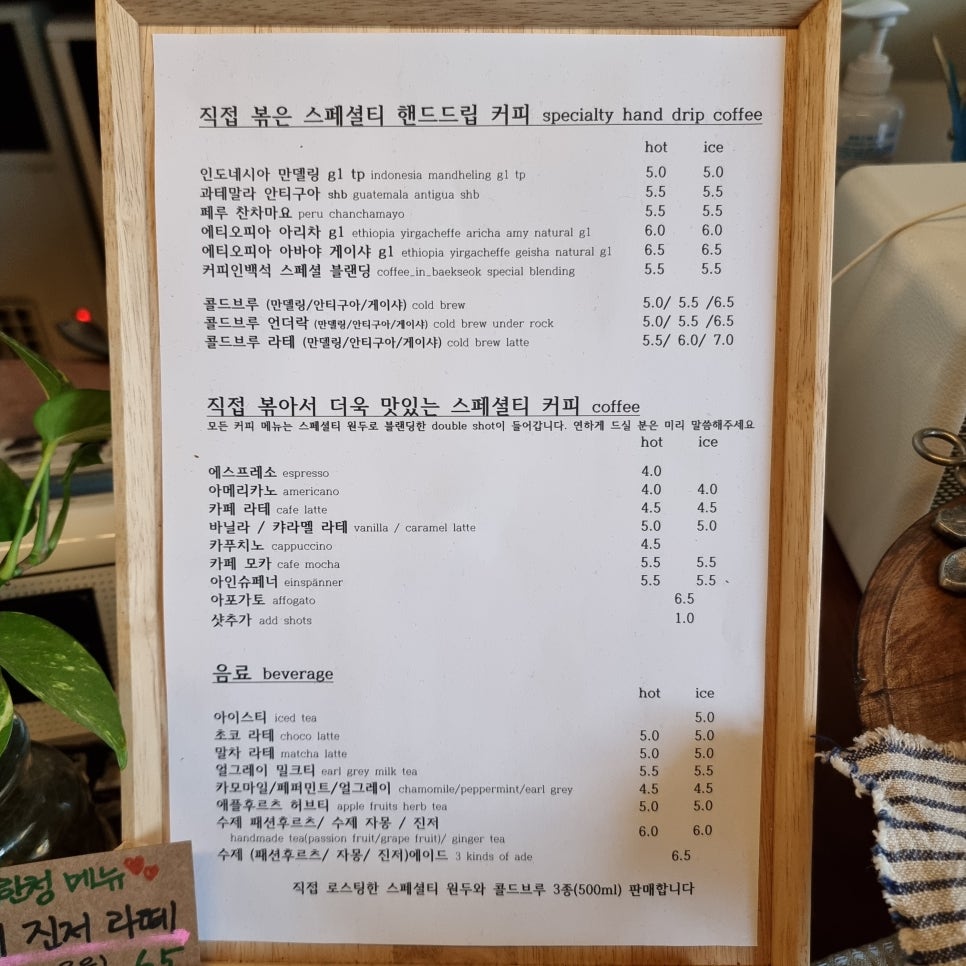 직접 볶은 스페셜티 핸드드립 커피 specialty hand drip coffee
hot ice
인도네시아 만델링 g1 tp indonesia mandheling g1 tp 5.0 5.0
과테말라 안티구아 shb guatemala antigua shb 5.5 5.5
페루 찬차마요 peru chanchamayo 5.5 5.5
에티오피아 아리차 g1 ethiopia yirgacheffe aricha amy natural g1 6.0 6.0
에티오피아 아바야 게이샤 g1 ethiopia yirgacheffe geisha natural g1 6.5 6.5
커피인백석 스페셜 블랜딩 coffee_in_baekseok special blending 5.5 5.5
콜드브루 (만델링/안티구아/게이샤) cold brew 5.0/ 5.5 /6.5
콜드브루 언더락 (만델링/안티구아/게이샤) cold brew under rock 5.0/ 5.5 /6.5
콜드브루 라테 (만델링/안티구아/게이샤) cold brew latte 5.5/ 6.0/ 7.0
직접 볶아서 더욱 맛있는 스페셜티 커피 coffee
모든 커피 메뉴는 스페셜티 원두로 블랜딩한 double shot이 들어갑니다. 연하게 드실 분은 미리 말씀해주세요
hot ice
에스프레소 espresso 4.0
아메리카노 americano 4.0 4.0
카페 라테 cafe latte 4.5 4.5
바닐라 / 캬라멜 라테 vanilla / caramel latte 5.0 5.0
카푸치노 cappuccino 4.5
카페 모카 cafe mocha 5.5 5.5
아인슈페너 einspänner 5.5 5.5
아포가토 affogato 6.5
샷추가 add shots 1.0
음료 beverage
hot ice
아이스티 iced tea 5.0
초코 라테 choco latte 5.0 5.0
말차 라테 matcha latte 5.0 5.0
얼그레이 밀크티 earl grey milk tea 5.5 5.5
카모마일/페퍼민트/얼그레이 chamomile/peppermint/earl grey 4.5 4.5
애플후르츠 허브티 apple fruits herb tea 5.0 5.0
수제 패션후르츠/ 수제 자몽 / 진저
handmade tea(passion fruit/grape fruit)/ ginger tea 6.0 6.0
수제 (패션후르츠/ 자몽/ 진저)에이드 3 kinds of ade 6.5
직접 로스팅한 스페셜티 원두와 콜드브루 3종(500ml) 판매합니다
메뉴
진저 라떼
6.5